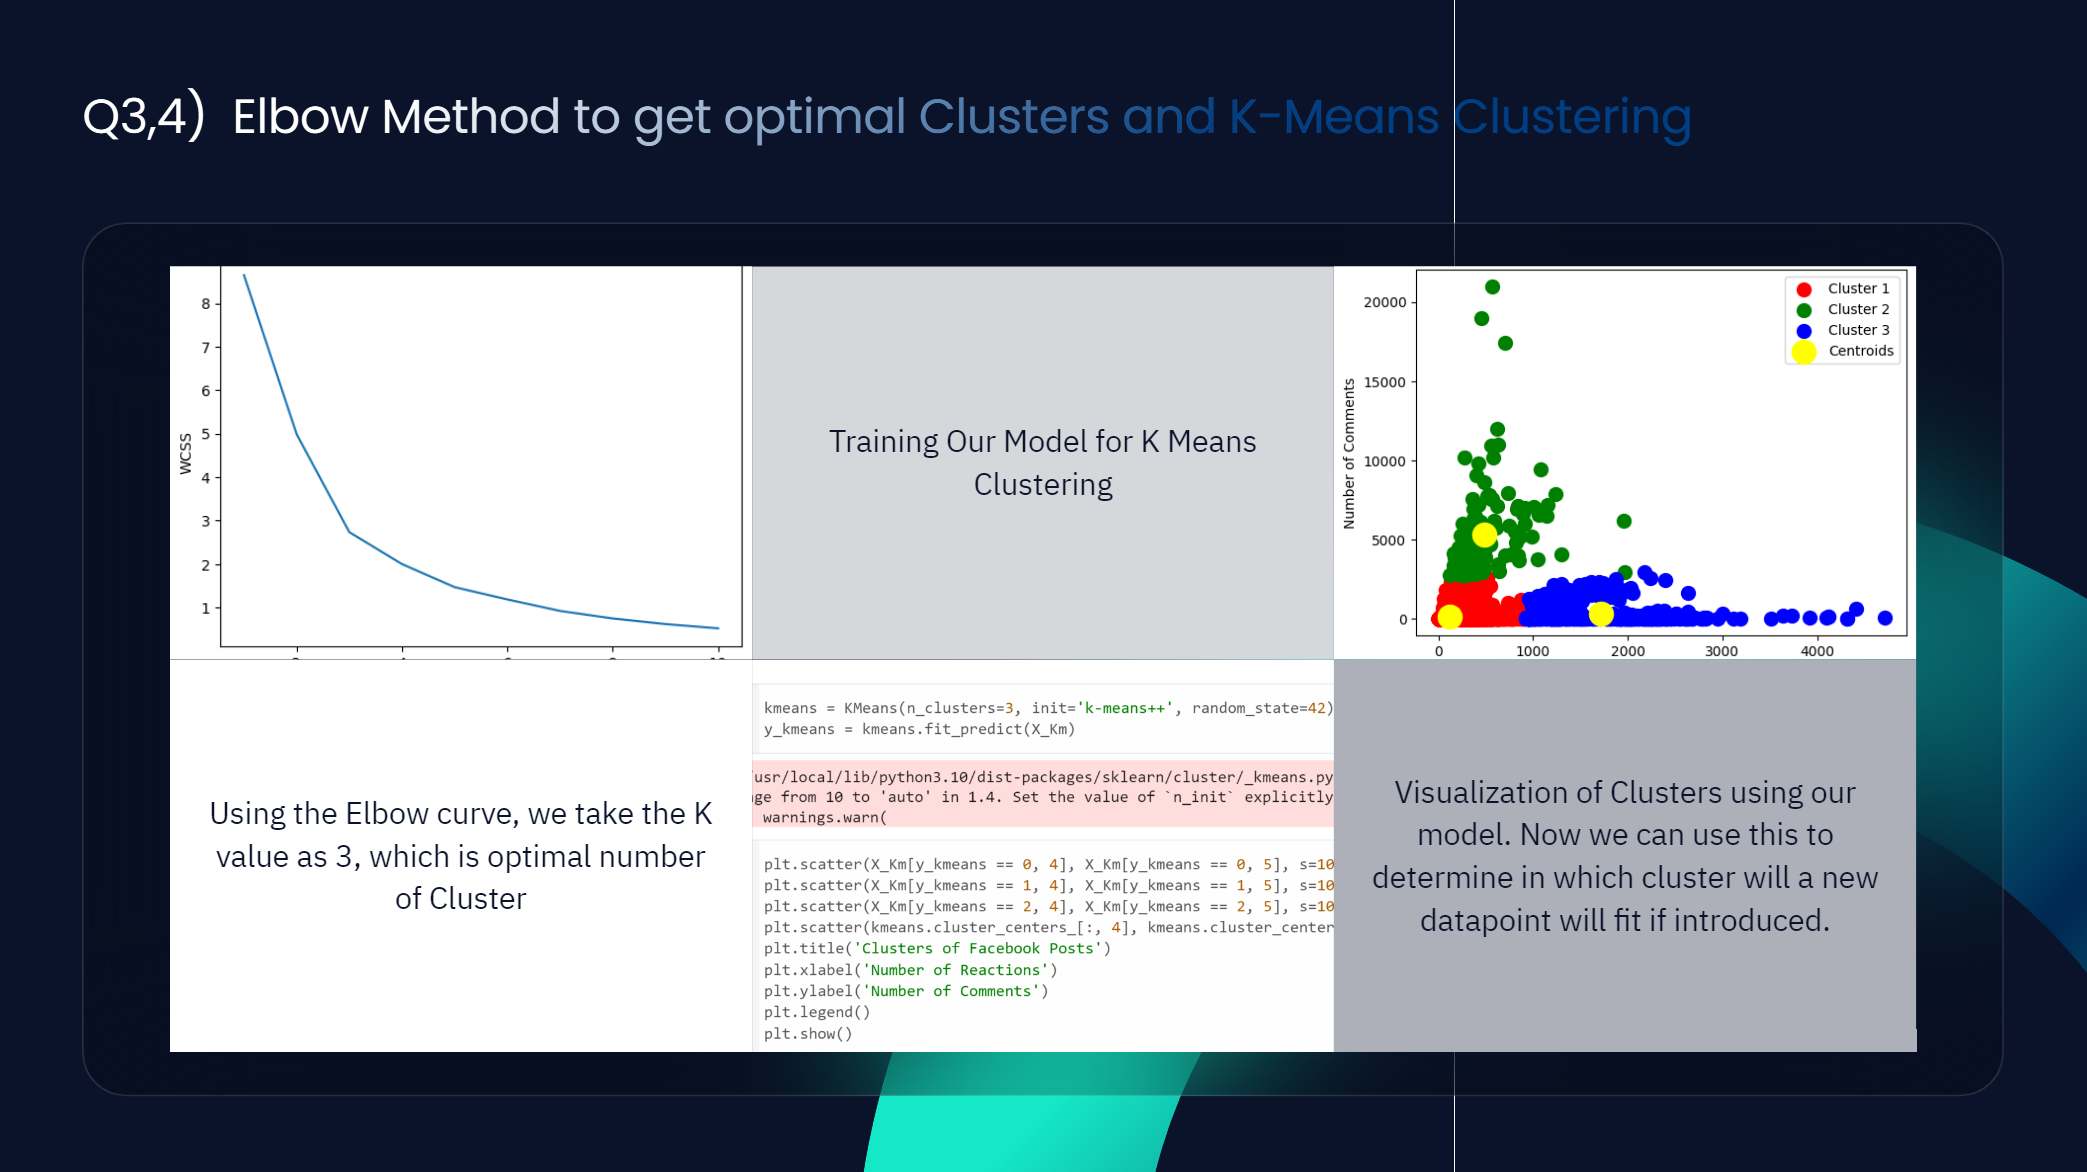 Q3,4) Elbow Method to get optimal Clusters and K-Means Clustering
8
7
6
5
4
3
2
1
WCSS
Training Our Model for K Means
Clustering
20000
15000
10000
5000
0
Number of Comments
Cluster 1
Cluster 2
Cluster 3
Centroids
0 1000 2000 3000 4000
Using the Elbow curve, we take the K
value as 3, which is optimal number
of Cluster
kmeans = KMeans(n_clusters=3, init='k-means++', random_state=42)
y_kmeans = kmeans.fit_predict(X_Km)
usr/local/lib/python3.10/dist-packages/sklearn/cluster/_kmeans.py
ge from 10 to 'auto' in 1.4. Set the value of `n_init` explicitly
warnings.warn(
plt.scatter(X_Km[y_kmeans == 0, 4], X_Km[y_kmeans == 0, 5], s=10
plt.scatter(X_Km[y_kmeans == 1, 4], X_Km[y_kmeans == 1, 5], s=10
plt.scatter(X_Km[y_kmeans == 2, 4], X_Km[y_kmeans == 2, 5], s=10
plt.scatter(kmeans.cluster_centers_[:, 4], kmeans.cluster_center
plt.title('Clusters of Facebook Posts')
plt.xlabel('Number of Reactions')
plt.ylabel('Number of Comments')
plt.legend()
plt.show()
Visualization of Clusters using our
model. Now we can use this to
determine in which cluster will a new
datapoint will fit if introduced.